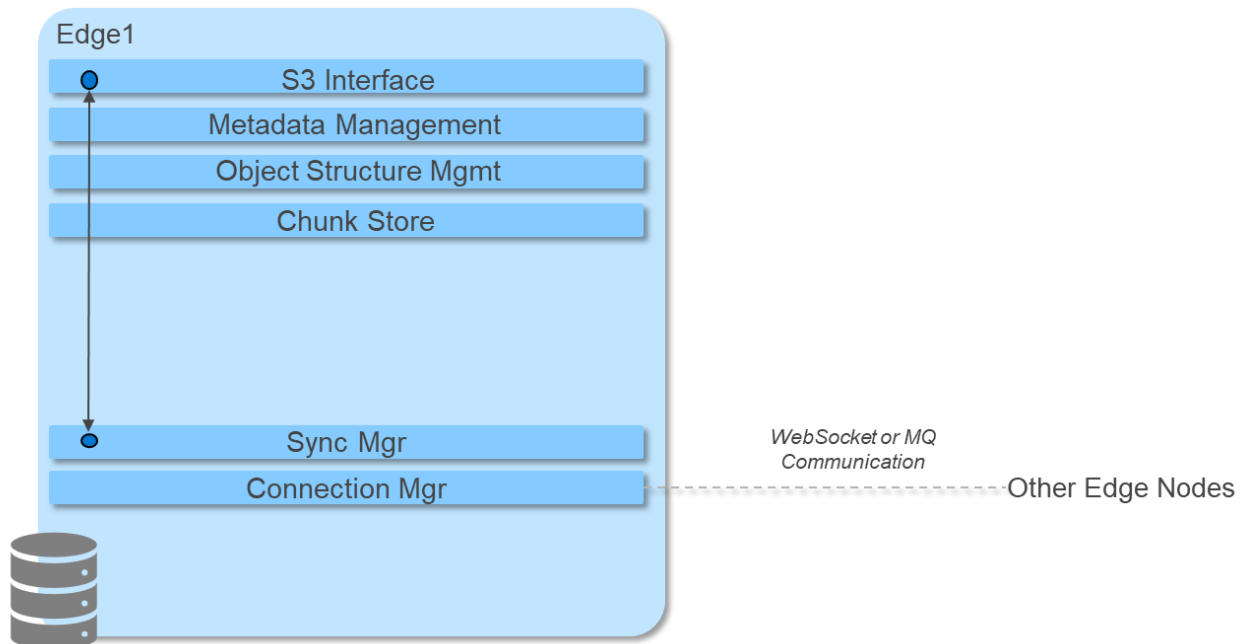 Edge1
S3 Interface
Metadata Management
Object Structure Mgmt
Chunk Store
Sync Mgr
Connection Mgr
WebSocket or MQ
Communication
Other Edge Nodes